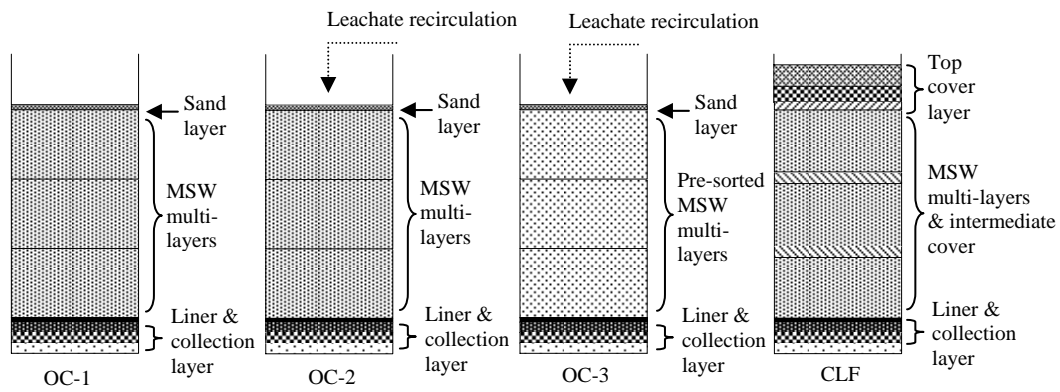 Leachate recirculation
Leachate recirculation
Sand
layer
MSW
multi-
layers
Liner &
collection
layer
OC-1
Sand
layer
MSW
multi-
layers
Liner &
collection
layer
OC-2
Sand
layer
Pre-sorted
MSW
multi-
layers
Liner &
collection
layer
OC-3
Top
cover
layer
MSW
multi-layers
& intermediate
cover
Liner &
collection
layer
CLF